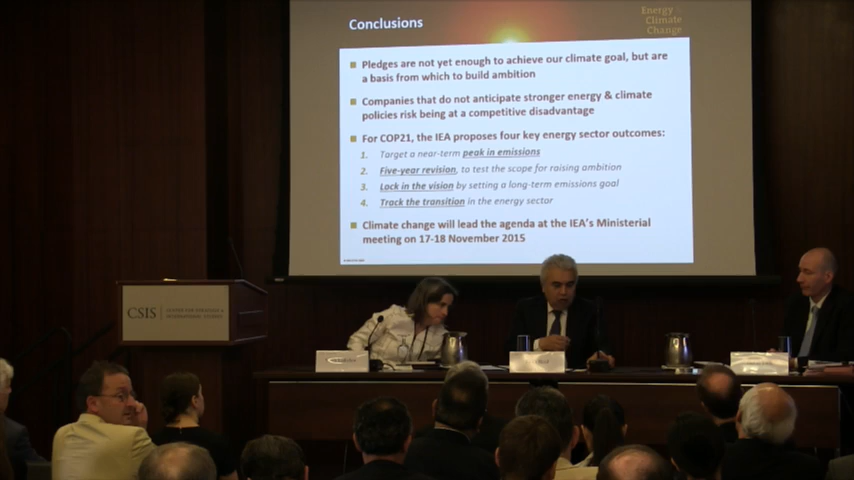 Conclusions
Energy
Climate
Change
Pledges are not yet enough to achieve our climate goal, but are
a basis from which to build ambition
Companies that do not anticipate stronger energy & climate
policies risk being at a competitive disadvantage
For COP21, the IEA proposes four key energy sector outcomes:
1. Target a near-term peak in emissions
2. Five-year revision, to test the scope for raising ambition
3. Lock in the vision by setting a long-term emissions goal
4. Track the transition in the energy sector
Climate change will lead the agenda at the IEA's Ministerial
meeting on 17-18 November 2015
CSIS
CENTER FOR STRATEGIC &
INTERNATIONAL STUDIES